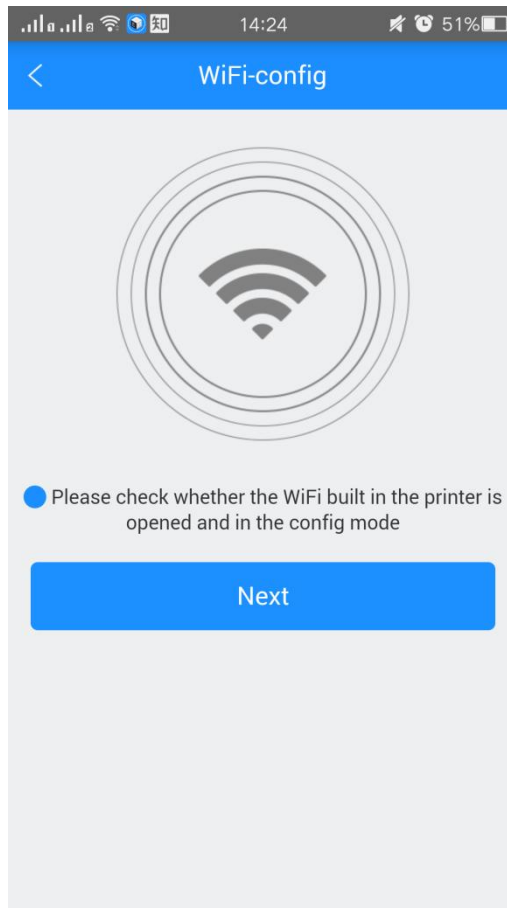 知 14:24 51%
WiFi-config
Please check whether the WiFi built in the printer is
opened and in the config mode
Next